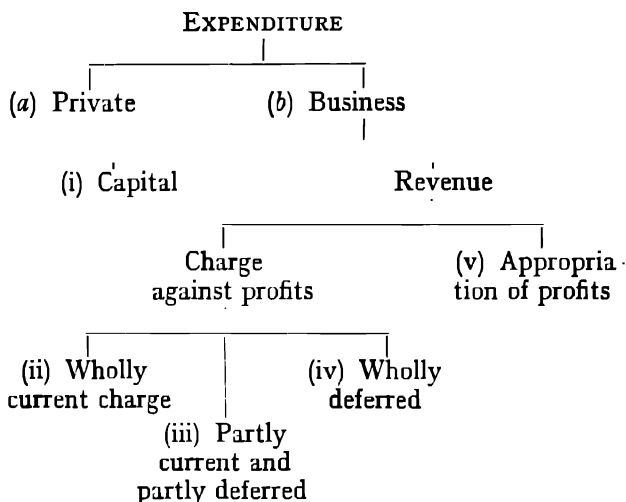 EXPENDITURE
(a) Private (b) Business
(i) Capital Revenue
Charge
against profits
(v) Appropria-
tion of profits
(ii) Wholly
current charge
(iv) Wholly
deferred
(iii) Partly
current and
partly deferred